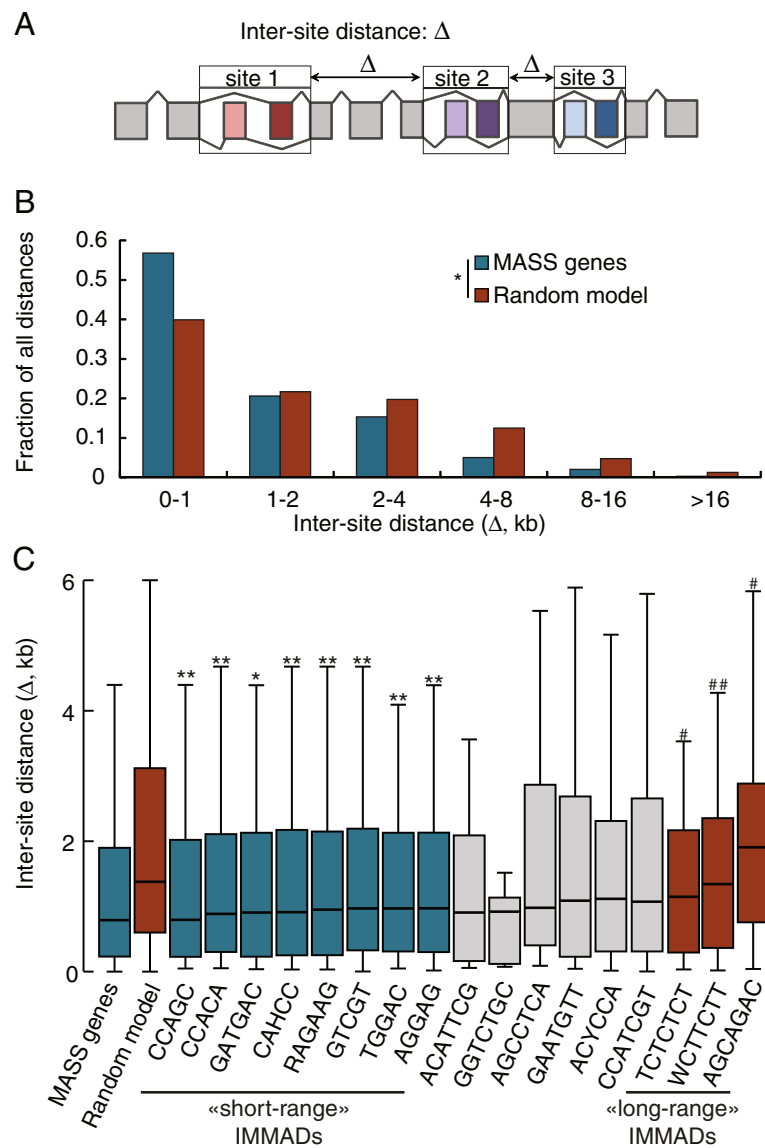 A
Inter-site distance: Δ
site 1 Δ site 2 Δ site 3
B
Fraction of all distances
0.6
0.5
0.4
0.3
0.2
0.1
0
* MASS genes
Random model
0-1 1-2 2-4 4-8 8-16 >16
Inter-site distance (Δ, kb)
C
Inter-site distance (Δ, kb)
6
4
2
0
** ** * ** ** ** ** ** # ## #
MASS genes
Random model
CCAGC
CCACA
GATGAC
CAHCC
RAGAAG
GTCGT
TGGAC
AGGAG
ACATTCG
GGTCTGC
AGCCTCA
GAATGTT
ACYCCA
CCATCGT
TCTCTCT
WCTTCTT
AGCAGAC
«short-range»
IMMADs
«long-range»
IMMADs